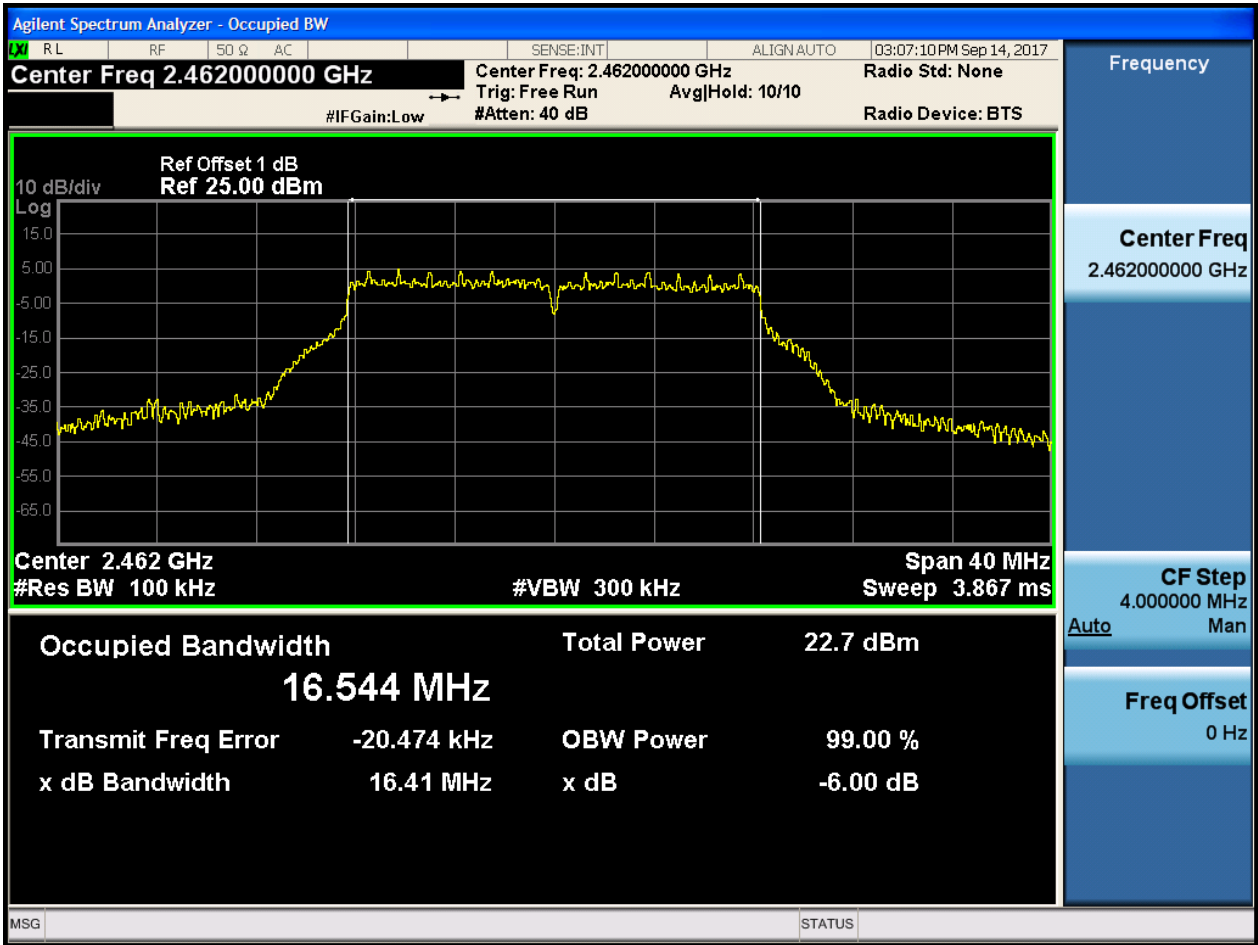 Agilent Spectrum Analyzer - Occupied BW
LXI RL RF 50 Ω AC SENSE:INT ALIGN AUTO 03:07:10 PM Sep 14, 2017
Center Freq 2.462000000 GHz
Center Freq: 2.462000000 GHz Radio Std: None
Trig: Free Run Avg|Hold: 10/10
#IFGain:Low #Atten: 40 dB Radio Device: BTS
Ref Offset 1 dB
10 dB/div Ref 25.00 dBm
Log
15.0
5.00
-5.00
-15.0
-25.0
-35.0
-45.0
-55.0
-65.0
Center 2.462 GHz Span 40 MHz
#Res BW 100 kHz #VBW 300 kHz Sweep 3.867 ms
Occupied Bandwidth Total Power 22.7 dBm
16.544 MHz
Transmit Freq Error -20.474 kHz OBW Power 99.00 %
x dB Bandwidth 16.41 MHz x dB -6.00 dB
Frequency
Center Freq
2.462000000 GHz
CF Step
4.000000 MHz
Auto Man
Freq Offset
0 Hz
MSG STATUS